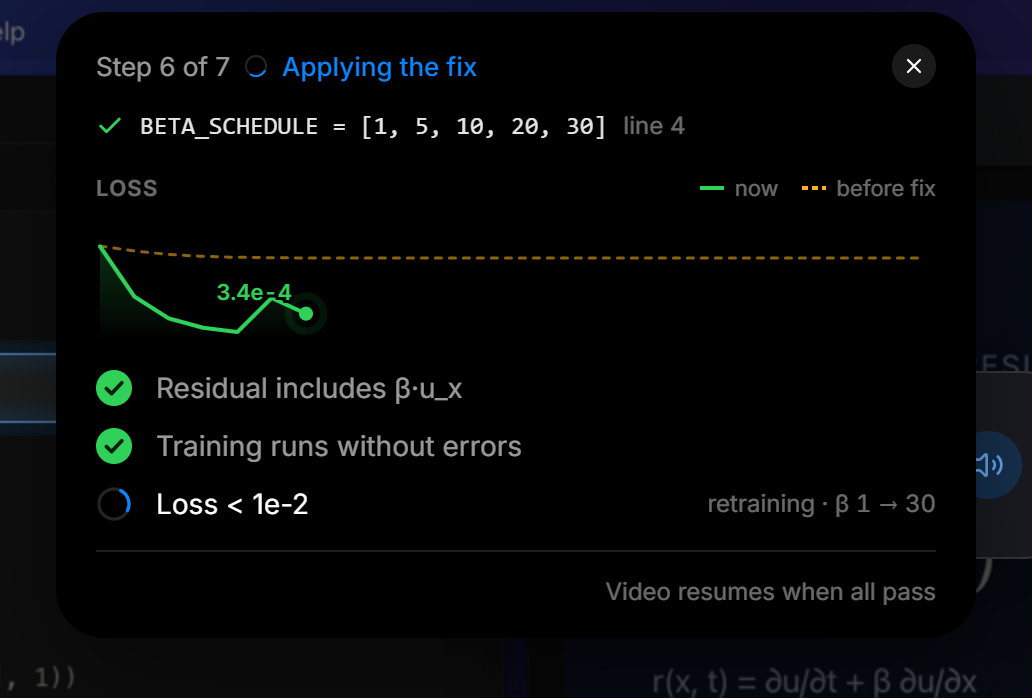 elp
Step 6 of 7 Applying the fix
BETA_SCHEDULE = [1, 5, 10, 20, 30] line 4
LOSS now before fix
3.4e-4
Residual includes β·u_x
Training runs without errors
Loss < 1e-2 retraining · β 1 → 30
Video resumes when all pass
, 1))
r(x, t) = ∂u/∂t + β ∂u/∂x